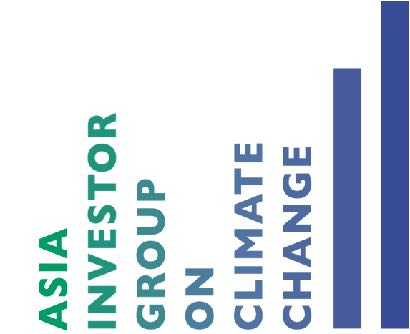 ASIA
INVESTOR
GROUP
ON
CLIMATE
CHANGE